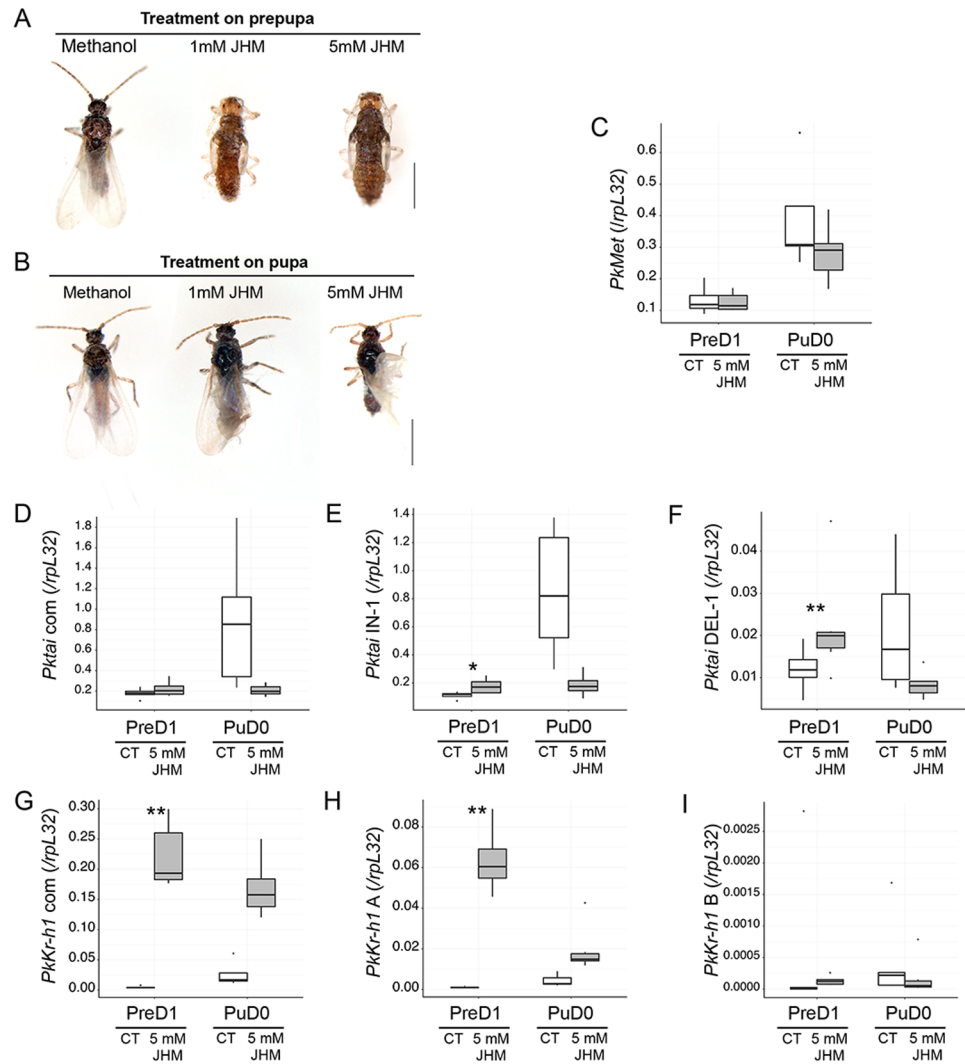 A
Treatment on prepupa
Methanol 1mM JHM 5mM JHM
B
Treatment on pupa
Methanol 1mM JHM 5mM JHM
C
PkMet (/rpL32)
0.6
0.5
0.4
0.3
0.2
0.1
PreD1 PuD0
CT 5 mM JHM CT 5 mM JHM
D
Pktai com (/rpL32)
1.8
1.6
1.4
1.2
1.0
0.8
0.6
0.4
0.2
PreD1 PuD0
CT 5 mM JHM CT 5 mM JHM
E
Pktai IN-1 (/rpL32)
1.4
1.2
1.0
0.8
0.6
0.4
0.2
*
PreD1 PuD0
CT 5 mM JHM CT 5 mM JHM
F
Pktai DEL-1 (/rpL32)
0.04
0.03
0.02
0.01
**
PreD1 PuD0
CT 5 mM JHM CT 5 mM JHM
G
PkKr-h1 com (/rpL32)
0.30
0.25
0.20
0.15
0.10
0.05
0.00
**
PreD1 PuD0
CT 5 mM JHM CT 5 mM JHM
H
PkKr-h1 A (/rpL32)
0.08
0.06
0.04
0.02
0.00
**
PreD1 PuD0
CT 5 mM JHM CT 5 mM JHM
I
PkKr-h1 B (/rpL32)
0.0025
0.0020
0.0015
0.0010
0.0005
0.0000
PreD1 PuD0
CT 5 mM JHM CT 5 mM JHM